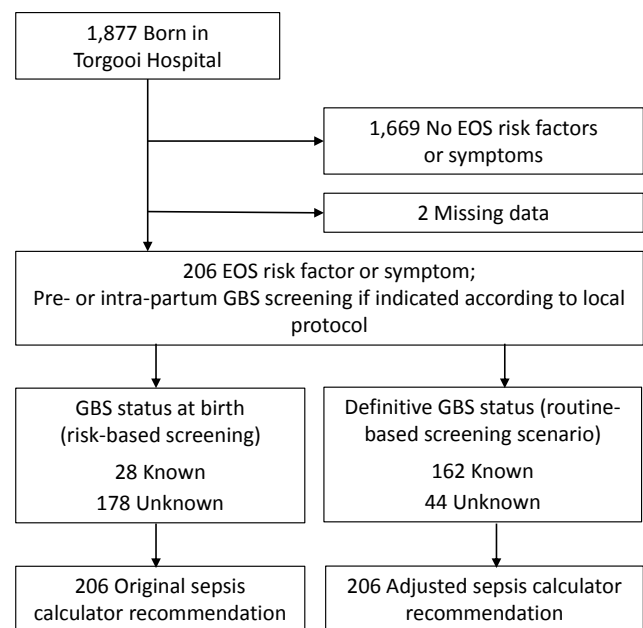 1,877 Born in
Torgooi Hospital
1,669 No EOS risk factors
or symptoms
2 Missing data
206 EOS risk factor or symptom;
Pre- or intra-partum GBS screening if indicated according to local
protocol
GBS status at birth
(risk-based screening)
28 Known
178 Unknown
Definitive GBS status (routine-
based screening scenario)
162 Known
44 Unknown
206 Original sepsis
calculator recommendation
206 Adjusted sepsis calculator
recommendation